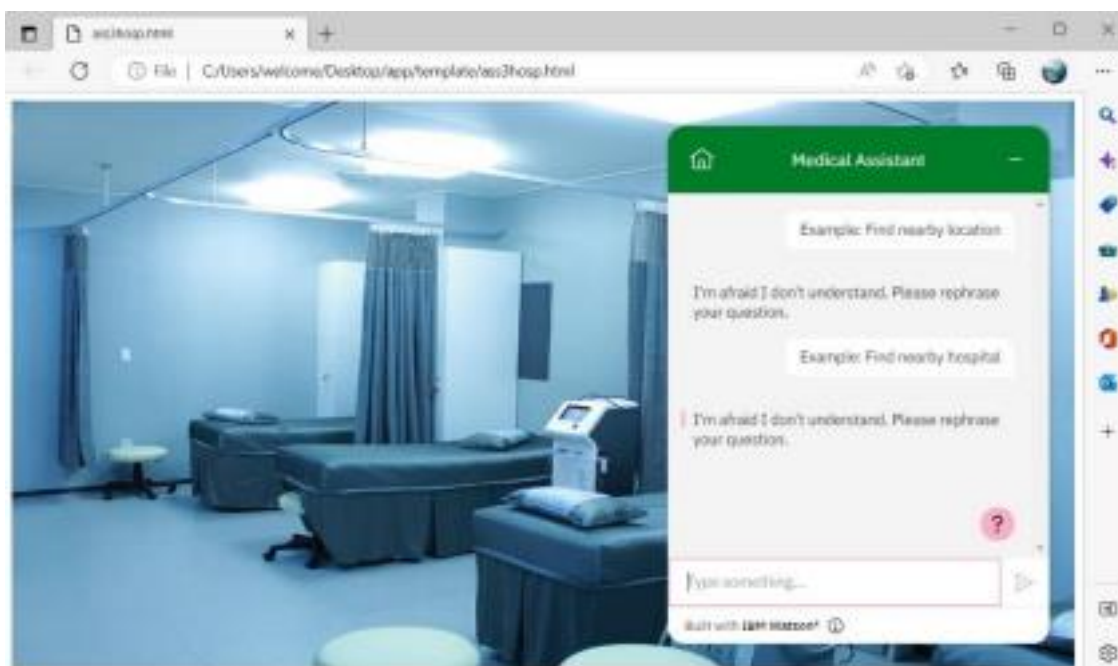 ass3hosp.html
File | C:/Users/welcome/Desktop/app/template/ass3hosp.html
Medical Assistant
Example: Find nearby location
I'm afraid I don't understand. Please rephrase
your question.
Example: Find nearby hospital
I'm afraid I don't understand. Please rephrase
your question.
?
Type something...
Built with IBM Watson®